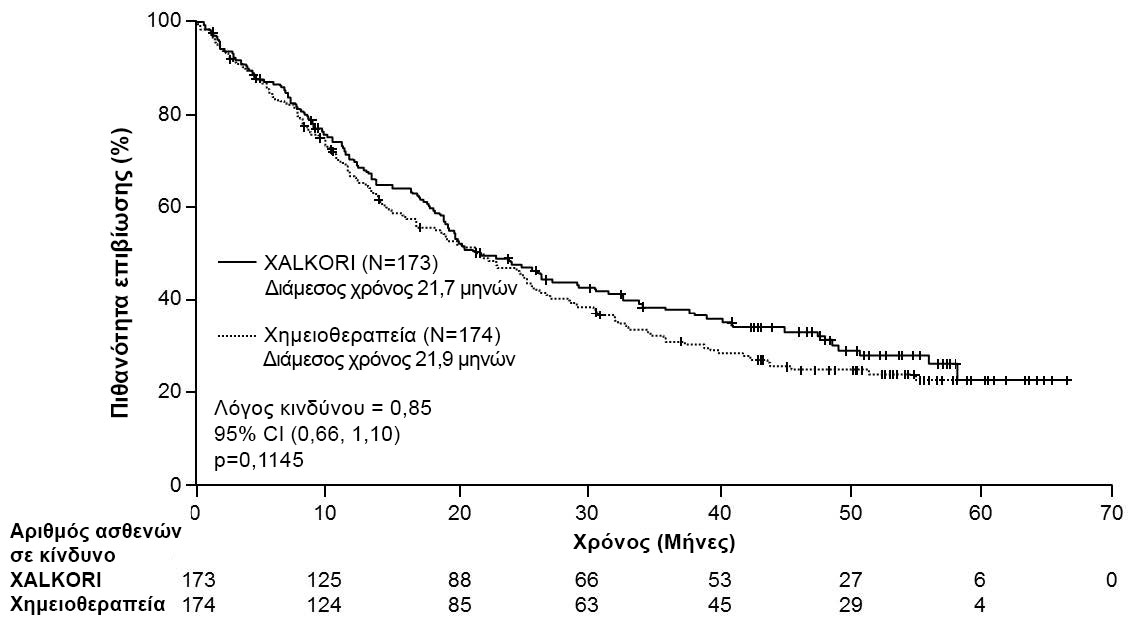 100
80
60
40
20
0
Πιθανότητα επιβίωσης (%)
XALKORI (N=173)
Διάμεσος χρόνος 21,7 μηνών
Χημειοθεραπεία (N=174)
Διάμεσος χρόνος 21,9 μηνών
Λόγος κινδύνου = 0,85
95% CI (0,66, 1,10)
p=0,1145
0 10 20 30 40 50 60 70
Χρόνος (Μήνες)
Αριθμός ασθενών
σε κίνδυνο
XALKORI 173 125 88 66 53 27 6 0
Χημειοθεραπεία 174 124 85 63 45 29 4